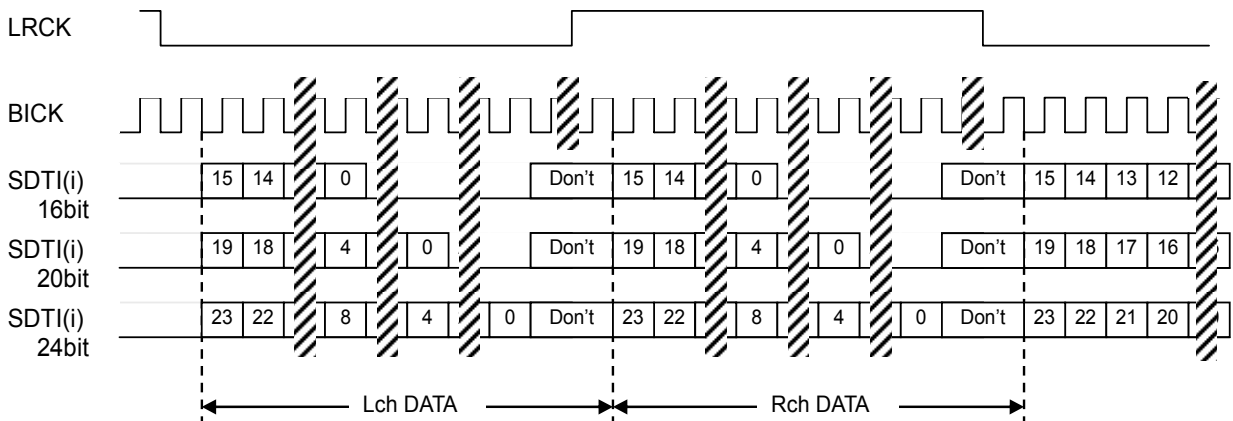 LRCK
BICK
SDTI(i) 15 14 0 Don't 15 14 0 Don't 15 14 13 12
16bit
SDTI(i) 19 18 4 0 Don't 19 18 4 0 Don't 19 18 17 16
20bit
SDTI(i) 23 22 8 4 0 Don't 23 22 8 4 0 Don't 23 22 21 20
24bit
Lch DATA Rch DATA